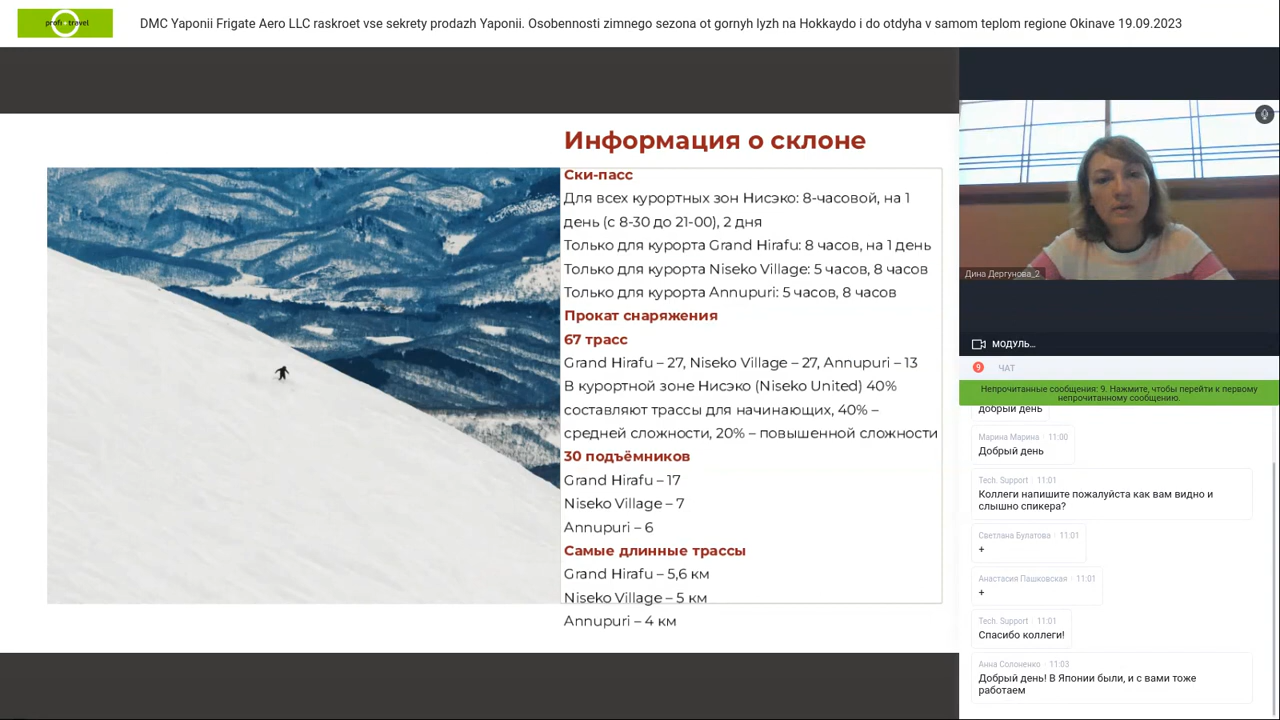 profi travel
DMC Yaponii Frigate Aero LLC raskroet vse sekrety prodazh Yaponii. Osobennosti zimnego sezona ot gornyh lyzh na Hokkaydo i do otdyha v samom teplom regione Okinave 19.09.2023
Информация о склоне
Ски-пасс
Для всех курортных зон Нисэко: 8-часовой, на 1
день (с 8-30 до 21-00), 2 дня
Только для курорта Grand Hirafu: 8 часов, на 1 день
Только для курорта Niseko Village: 5 часов, 8 часов
Только для курорта Annupuri: 5 часов, 8 часов
Прокат снаряжения
67 трасс
Grand Hirafu – 27, Niseko Village – 27, Annupuri – 13
В курортной зоне Нисэко (Niseko United) 40%
составляют трассы для начинающих, 40% –
средней сложности, 20% – повышенной сложности
30 подъёмников
Grand Hirafu – 17
Niseko Village – 7
Annupuri – 6
Самые длинные трассы
Grand Hirafu – 5,6 км
Niseko Village – 5 км
Annupuri – 4 км
Дина Дергунова_2
МОДУЛЬ...
9 ЧАТ
Непрочитанные сообщения: 9. Нажмите, чтобы перейти к первому
непрочитанному сообщению.
добрый день
Марина Марина · 11:00
Добрый день
Tech. Support · 11:01
Коллеги напишите пожалуйста как вам видно и
слышно спикера?
Светлана Булатова · 11:01
+
Анастасия Пашковская · 11:01
+
Tech. Support · 11:01
Спасибо коллеги!
Анна Солоненко · 11:03
Добрый день! В Японии были, и с вами тоже
работаем